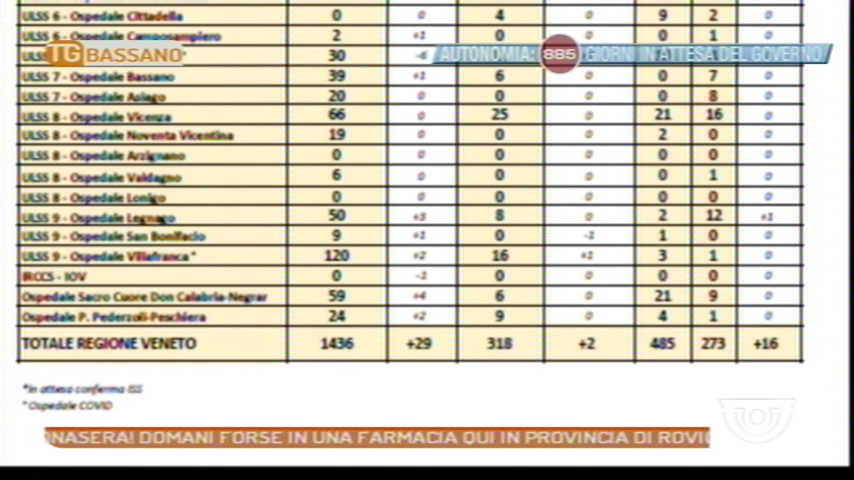 ULSS 6 - Ospedale Cittadella 0 0 4 0 9 2 0
ULSS 6 - Ospedale Camposampiero 2 +1 0 0 0 1 0
TG BASSANO
AUTONOMIA: 885 GIORNI IN ATTESA DEL GOVERNO
30 -6
ULSS 7 - Ospedale Bassano 39 +1 6 0 0 7 0
ULSS 7 - Ospedale Asiago 20 0 0 0 0 8 0
ULSS 8 - Ospedale Vicenza 66 0 25 0 21 16 0
ULSS 8 - Ospedale Noventa Vicentina 19 0 0 0 2 0 0
ULSS 8 - Ospedale Arzignano 0 0 0 0 0 0 0
ULSS 8 - Ospedale Valdagno 6 0 0 0 0 1 0
ULSS 8 - Ospedale Lonigo 0 0 0 0 0 0 0
ULSS 9 - Ospedale Legnago 50 +3 8 0 2 12 +1
ULSS 9 - Ospedale San Bonifacio 9 +1 0 -1 1 0 0
ULSS 9 - Ospedale Villafranca° 120 +2 16 +1 3 1 0
IRCCS - IOV 0 -1 0 0 0 0 0
Ospedale Sacro Cuore Don Calabria-Negrar 59 +4 6 0 21 9 0
Ospedale P. Pederzoli-Peschiera 24 +2 9 0 4 1 0
TOTALE REGIONE VENETO 1436 +29 318 +2 485 273 +16
*in attesa conferma ISS
° Ospedale COVID
NASERA! DOMANI FORSE IN UNA FARMACIA QUI IN PROVINCIA DI ROVI